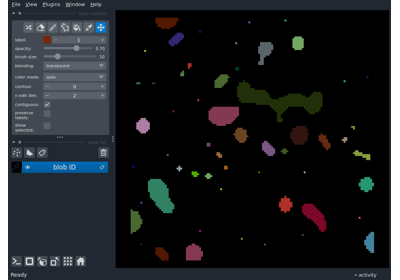 File View Plugins Window Help
label: 1
opacity: 0.70
brush size: 10
blending: translucent
color mode: auto
contour: 0
n edit dim: 2
contiguous:
preserve labels:
show selected:
blob ID
Ready
activity